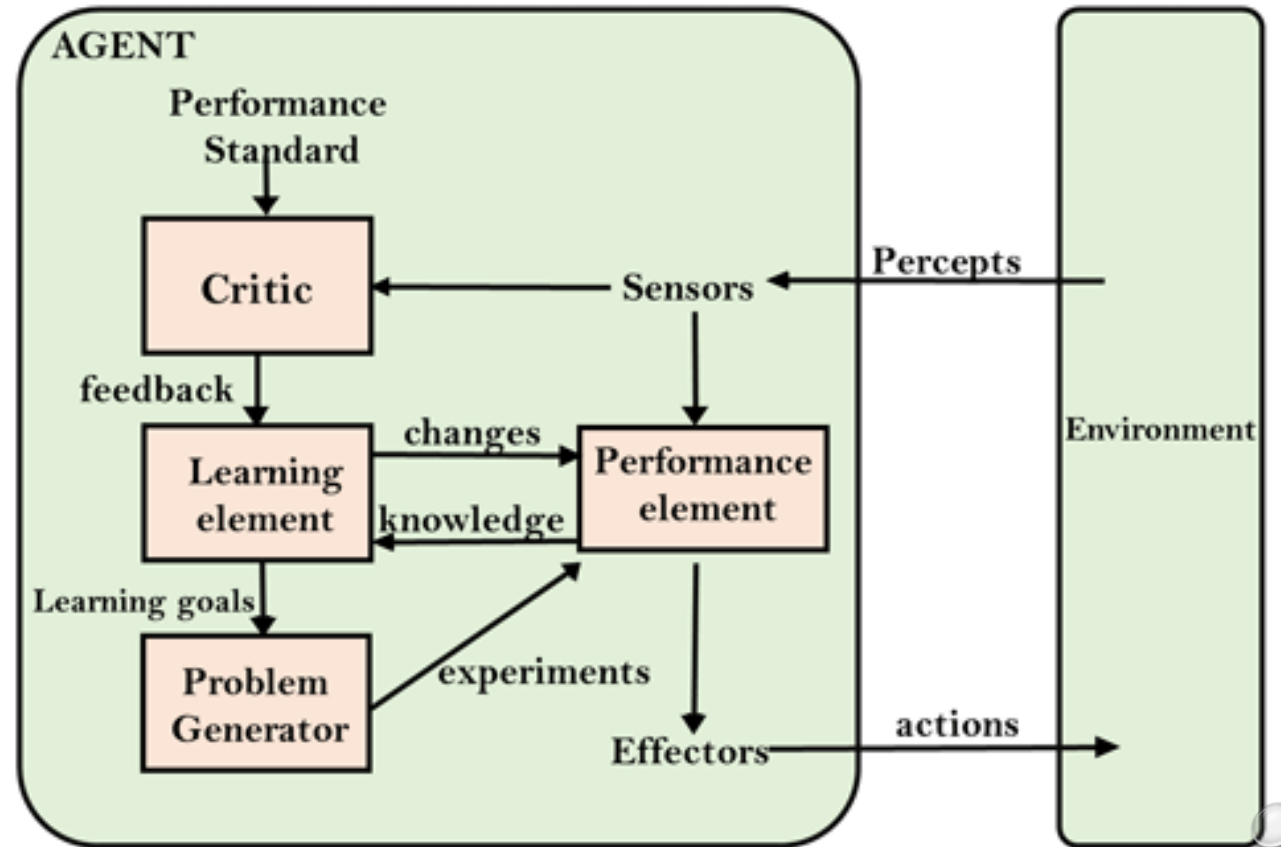 AGENT
Performance
Standard
Critic
Sensors
Percepts
feedback
changes
Learning
element
Performance
element
Environment
knowledge
Learning goals
Problem
Generator
experiments
Effectors
actions